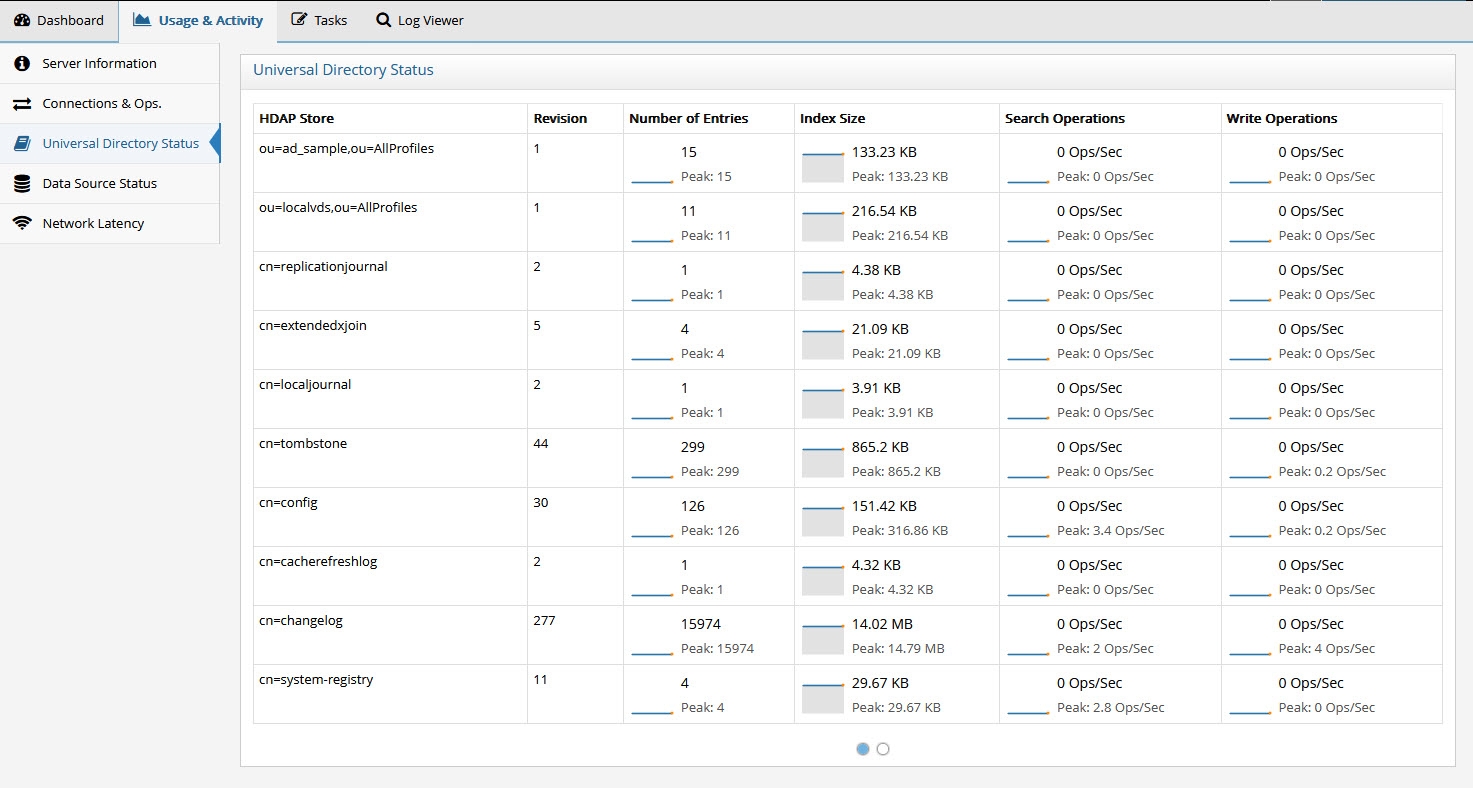 Dashboard Usage & Activity Tasks Log Viewer
Server Information
Connections & Ops.
Universal Directory Status
Data Source Status
Network Latency
Universal Directory Status
HDAP Store Revision Number of Entries Index Size Search Operations Write Operations
ou=ad_sample,ou=AllProfiles 1 15 133.23 KB 0 Ops/Sec 0 Ops/Sec
Peak: 15 Peak: 133.23 KB Peak: 0 Ops/Sec Peak: 0 Ops/Sec
ou=localvds,ou=AllProfiles 1 11 216.54 KB 0 Ops/Sec 0 Ops/Sec
Peak: 11 Peak: 216.54 KB Peak: 0 Ops/Sec Peak: 0 Ops/Sec
cn=replicationjournal 2 1 4.38 KB 0 Ops/Sec 0 Ops/Sec
Peak: 1 Peak: 4.38 KB Peak: 0 Ops/Sec Peak: 0 Ops/Sec
cn=extendedxjoin 5 4 21.09 KB 0 Ops/Sec 0 Ops/Sec
Peak: 4 Peak: 21.09 KB Peak: 0 Ops/Sec Peak: 0 Ops/Sec
cn=localjournal 2 1 3.91 KB 0 Ops/Sec 0 Ops/Sec
Peak: 1 Peak: 3.91 KB Peak: 0 Ops/Sec Peak: 0 Ops/Sec
cn=tombstone 44 299 865.2 KB 0 Ops/Sec 0 Ops/Sec
Peak: 299 Peak: 865.2 KB Peak: 0 Ops/Sec Peak: 0.2 Ops/Sec
cn=config 30 126 151.42 KB 0 Ops/Sec 0 Ops/Sec
Peak: 126 Peak: 316.86 KB Peak: 3.4 Ops/Sec Peak: 0.2 Ops/Sec
cn=cacherefreshlog 2 1 4.32 KB 0 Ops/Sec 0 Ops/Sec
Peak: 1 Peak: 4.32 KB Peak: 0 Ops/Sec Peak: 0 Ops/Sec
cn=changelog 277 15974 14.02 MB 0 Ops/Sec 0 Ops/Sec
Peak: 15974 Peak: 14.79 MB Peak: 2 Ops/Sec Peak: 4 Ops/Sec
cn=system-registry 11 4 29.67 KB 0 Ops/Sec 0 Ops/Sec
Peak: 4 Peak: 29.67 KB Peak: 2.8 Ops/Sec Peak: 0 Ops/Sec